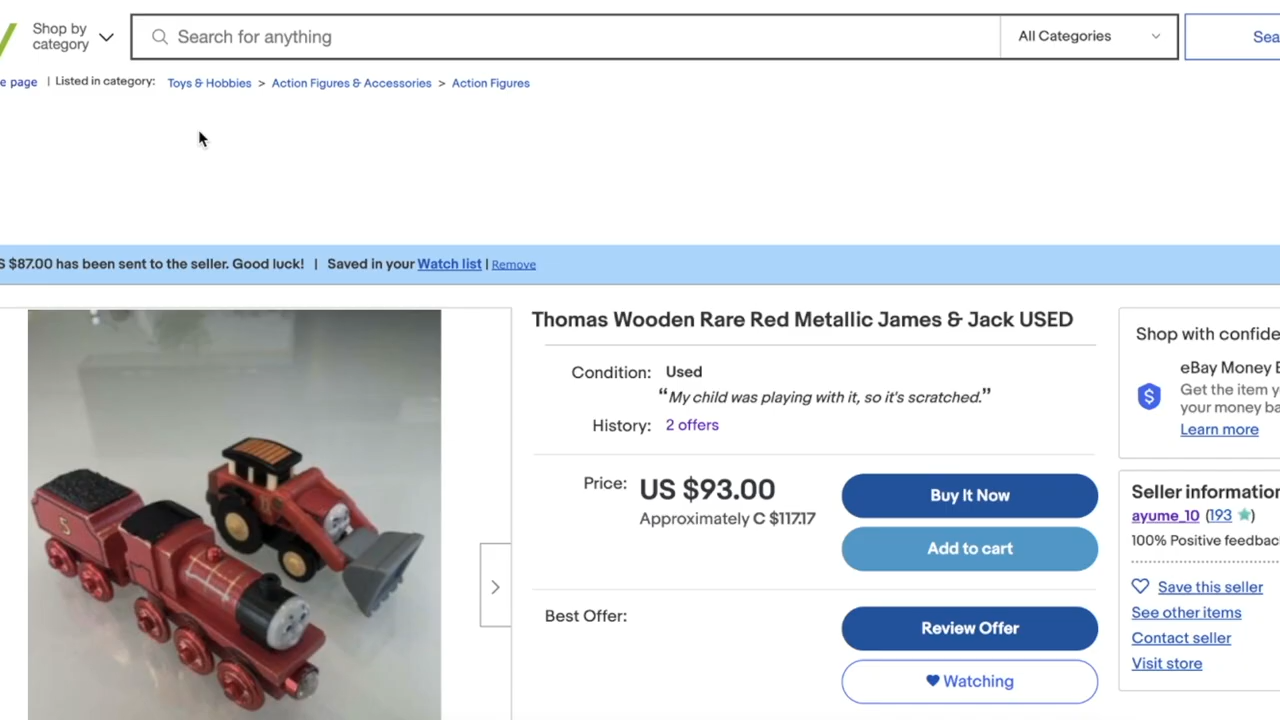 Shop by
category
Search for anything
All Categories
Sea
e page | Listed in category: Toys & Hobbies > Action Figures & Accessories > Action Figures
S $87.00 has been sent to the seller. Good luck! | Saved in your Watch list | Remove
Thomas Wooden Rare Red Metallic James & Jack USED
Condition: Used
“My child was playing with it, so it's scratched.”
History: 2 offers
Price: US $93.00
Approximately C $117.17
Buy It Now
Add to cart
Best Offer:
Review Offer
Watching
Shop with confide
eBay Money B
Get the item y
your money ba
Learn more
Seller information
ayume_10 (193 ★)
100% Positive feedbac
Save this seller
See other items
Contact seller
Visit store
5